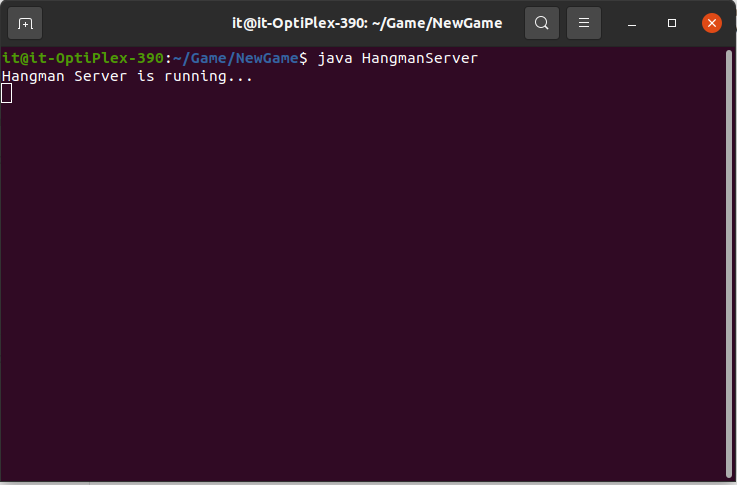 it@it-OptiPlex-390: ~/Game/NewGame
it@it-OptiPlex-390:~/Game/NewGame$ java HangmanServer
Hangman Server is running...